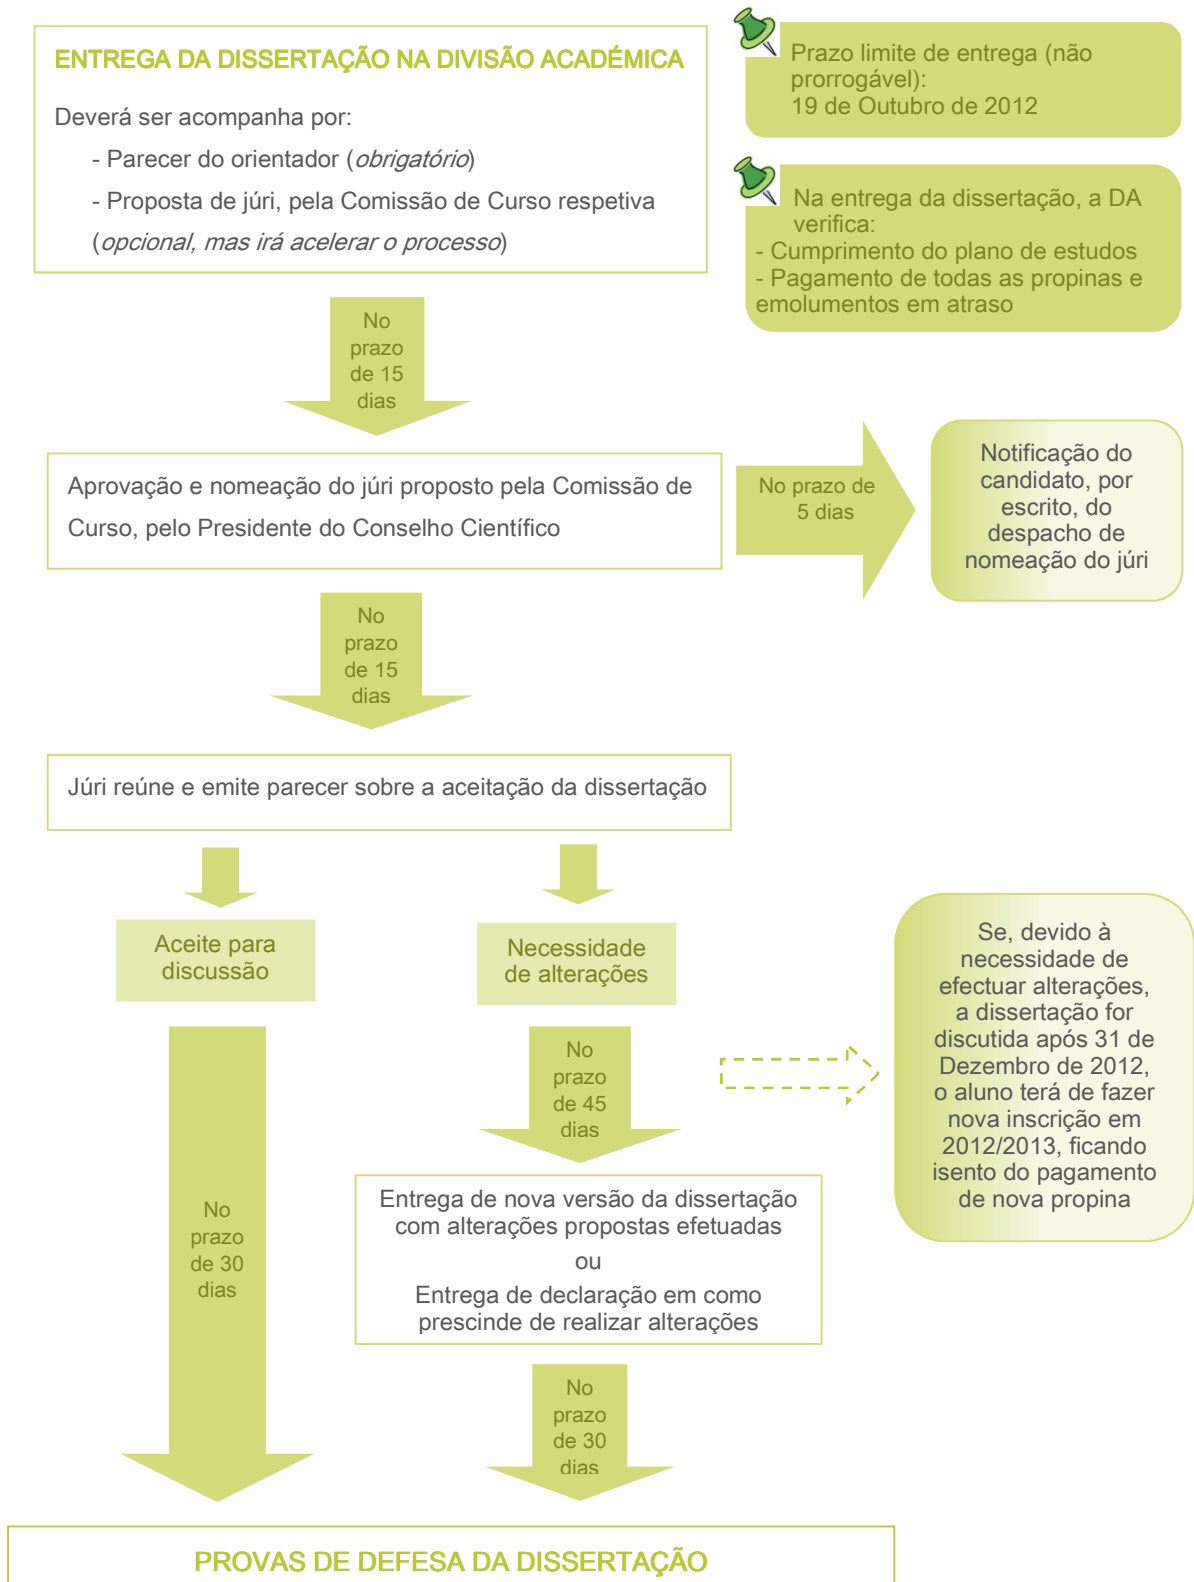 ENTREGA DA DISSERTAÇÃO NA DIVISÃO ACADÉMICA
Deverá ser acompanha por:
- Parecer do orientador (obrigatório)
- Proposta de júri, pela Comissão de Curso respetiva
(opcional, mas irá acelerar o processo)
Prazo limite de entrega (não
prorrogável):
19 de Outubro de 2012
Na entrega da dissertação, a DA
verifica:
- Cumprimento do plano de estudos
- Pagamento de todas as propinas e
emolumentos em atraso
No
prazo
de 15
dias
Aprovação e nomeação do júri proposto pela Comissão de
Curso, pelo Presidente do Conselho Científico
No prazo de
5 dias
Notificação do
candidato, por
escrito, do
despacho de
nomeação do júri
No
prazo
de 15
dias
Júri reúne e emite parecer sobre a aceitação da dissertação
Aceite para
discussão
Necessidade
de alterações
Se, devido à
necessidade de
efectuar alterações,
a dissertação for
discutida após 31 de
Dezembro de 2012,
o aluno terá de fazer
nova inscrição em
2012/2013, ficando
isento do pagamento
de nova propina
No
prazo
de 45
dias
No
prazo
de 30
dias
Entrega de nova versão da dissertação
com alterações propostas efetuadas
ou
Entrega de declaração em como
prescinde de realizar alterações
No
prazo
de 30
dias
PROVAS DE DEFESA DA DISSERTAÇÃO